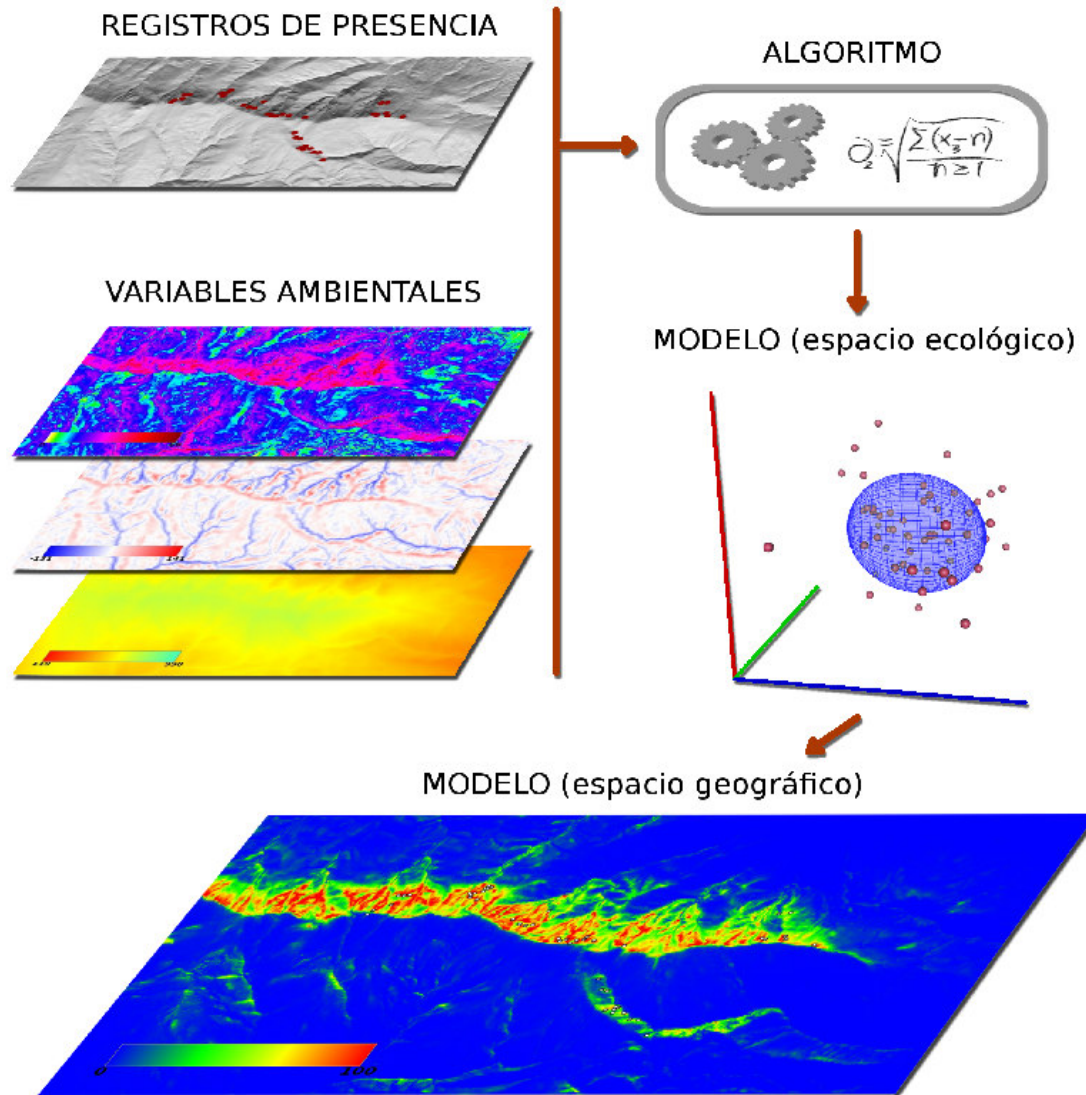 REGISTROS DE PRESENCIA
ALGORITMO
VARIABLES AMBIENTALES
MODELO (espacio ecológico)
MODELO (espacio geográfico)
0
100